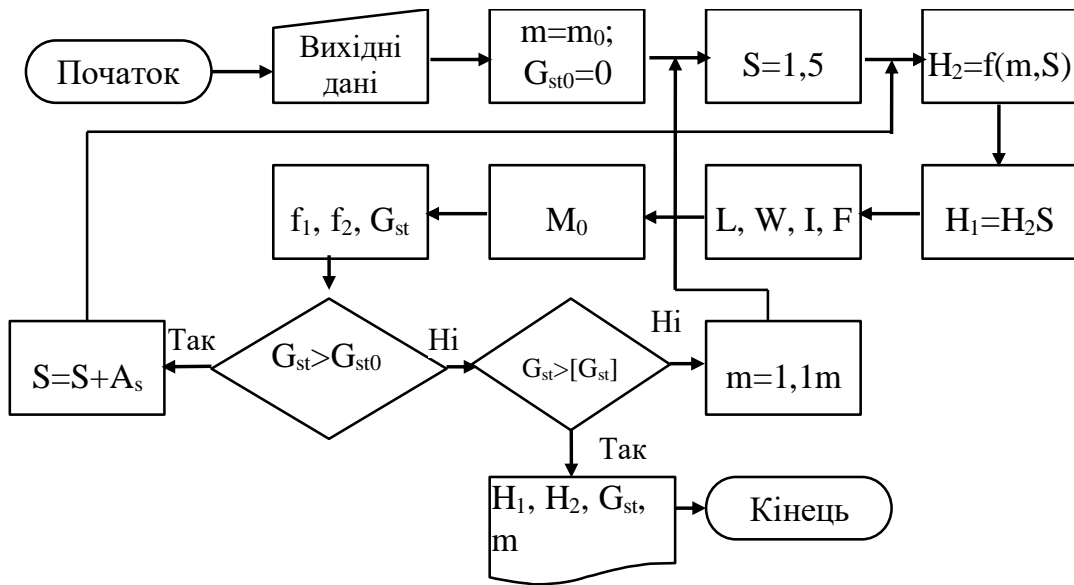 Початок
Вихідні
дані
m=m₀;
Gₛₜ₀=0
S=1,5
H₂=f(m,S)
f₁, f₂, Gₛₜ
M₀
L, W, I, F
H₁=H₂S
S=S+Aₛ
Так
Gₛₜ>Gₛₜ₀
Ні
Gₛₜ>[Gₛₜ]
Ні
m=1,1m
Так
H₁, H₂, Gₛₜ,
m
Кінець